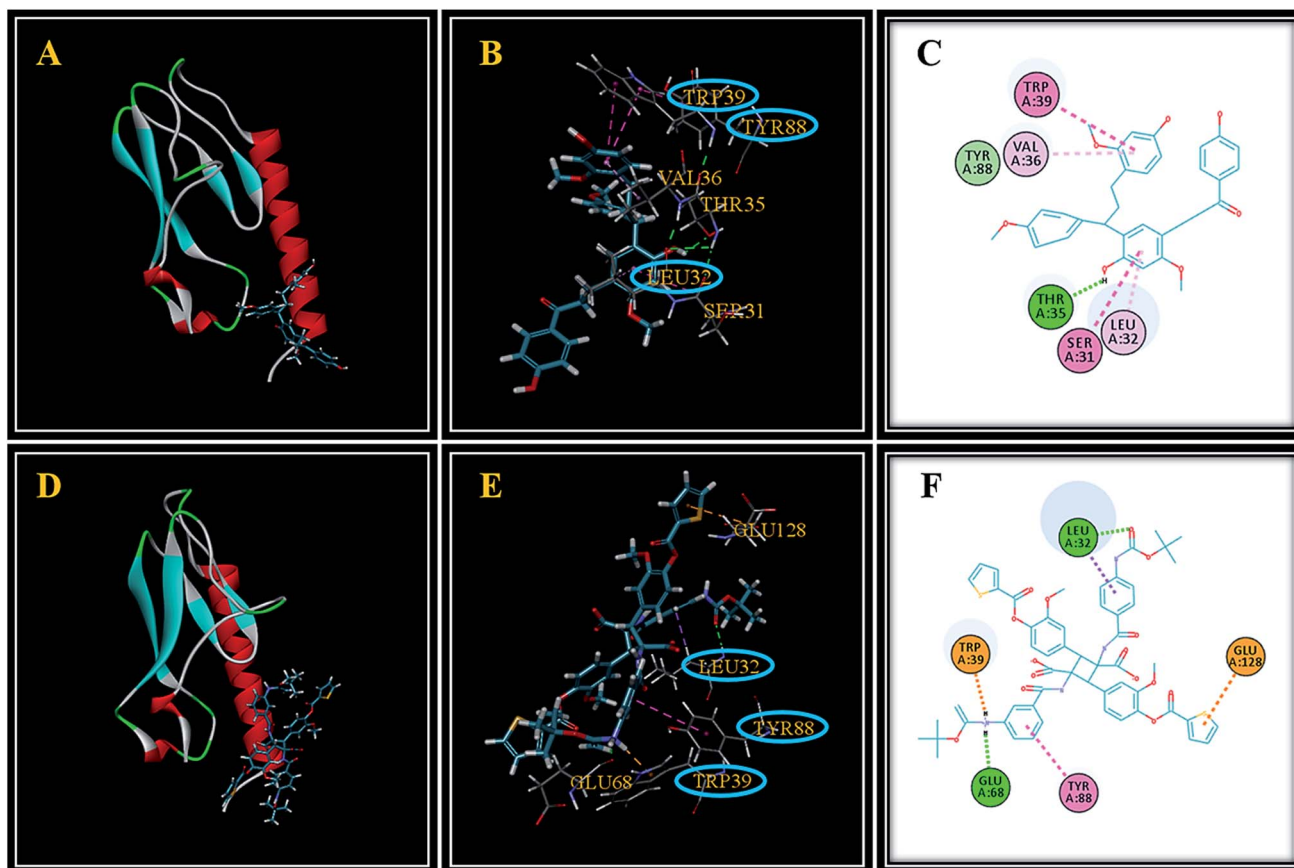 A
B
TRP39
TYR88
VAL36
THR35
LEU32
SER31
C
TRP
A:39
TYR
A:88
VAL
A:36
H
THR
A:35
SER
A:31
LEU
A:32
D
E
GLU128
LEU32
TYR88
GLU68
TRP39
F
LEU
A:32
TRP
A:39
GLU
A:128
H
H
GLU
A:68
TYR
A:88